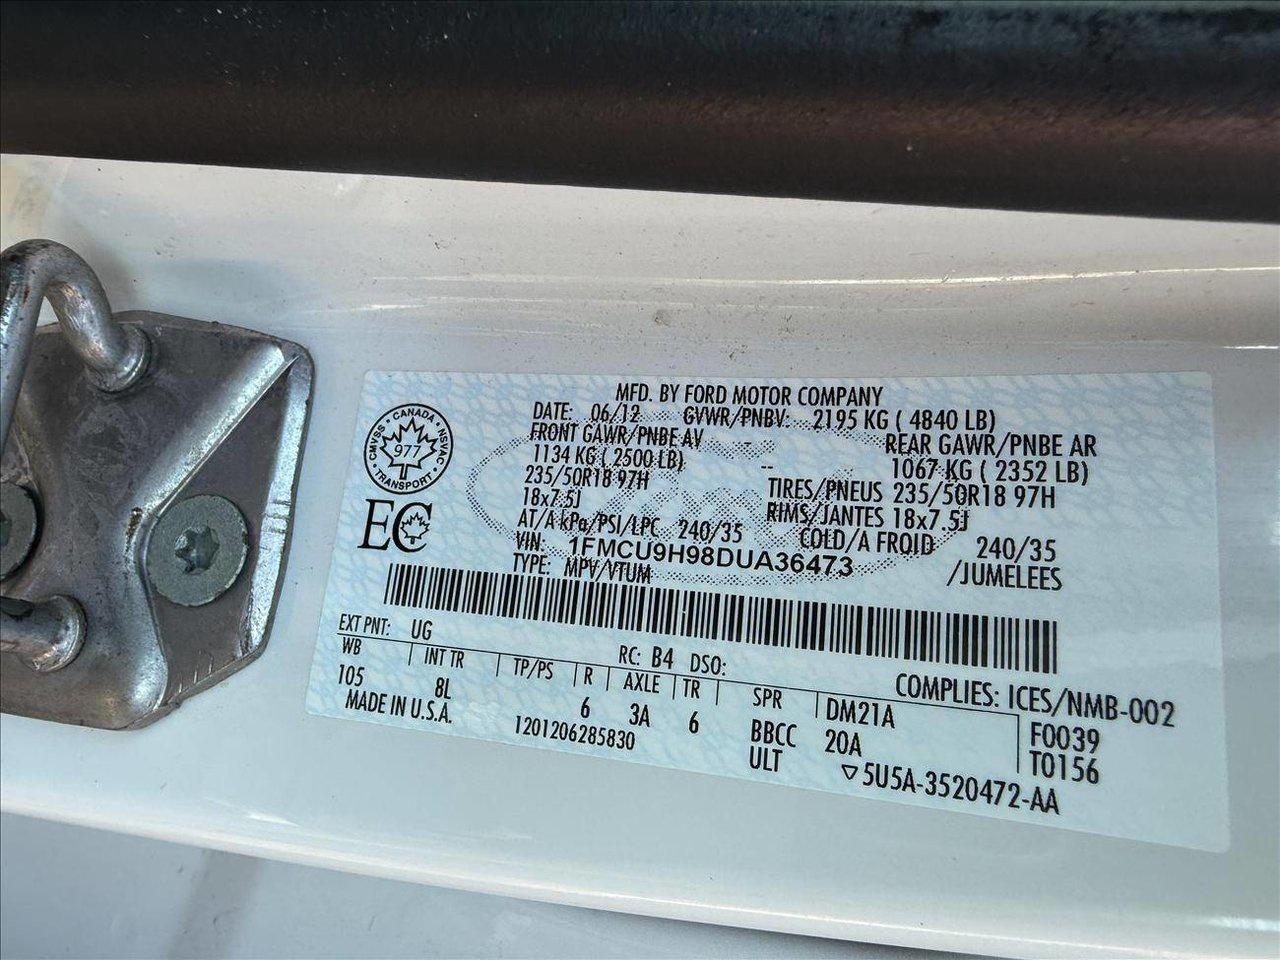 MFD. BY FORD MOTOR COMPANY
DATE: 06/12 GVWR/PNBV: 2195 KG ( 4840 LB)
FRONT GAWR/PNBE AV REAR GAWR/PNBE AR
1134 KG ( 2500 LB) -- 1067 KG ( 2352 LB)
235/50R18 97H TIRES/PNEUS 235/50R18 97H
18x7.5J RIMS/JANTES 18x7.5J
AT/A kPa/PSI/LPC 240/35 COLD/A FROID 240/35
VIN: 1FMCU9H98DUA36473 /JUMELEES
TYPE: MPV/VTUM
CANADA
CMVSS NSVAC
977
TRANSPORT
EC
EXT PNT: UG RC: B4 DSO:
COMPLIES: ICES/NMB-002
WB INT TR TP/PS R AXLE TR SPR DM21A F0039
105 8L 6 3A 6 BBCC 20A T0156
MADE IN U.S.A. 1201206285830 ULT 5U5A-3520472-AA